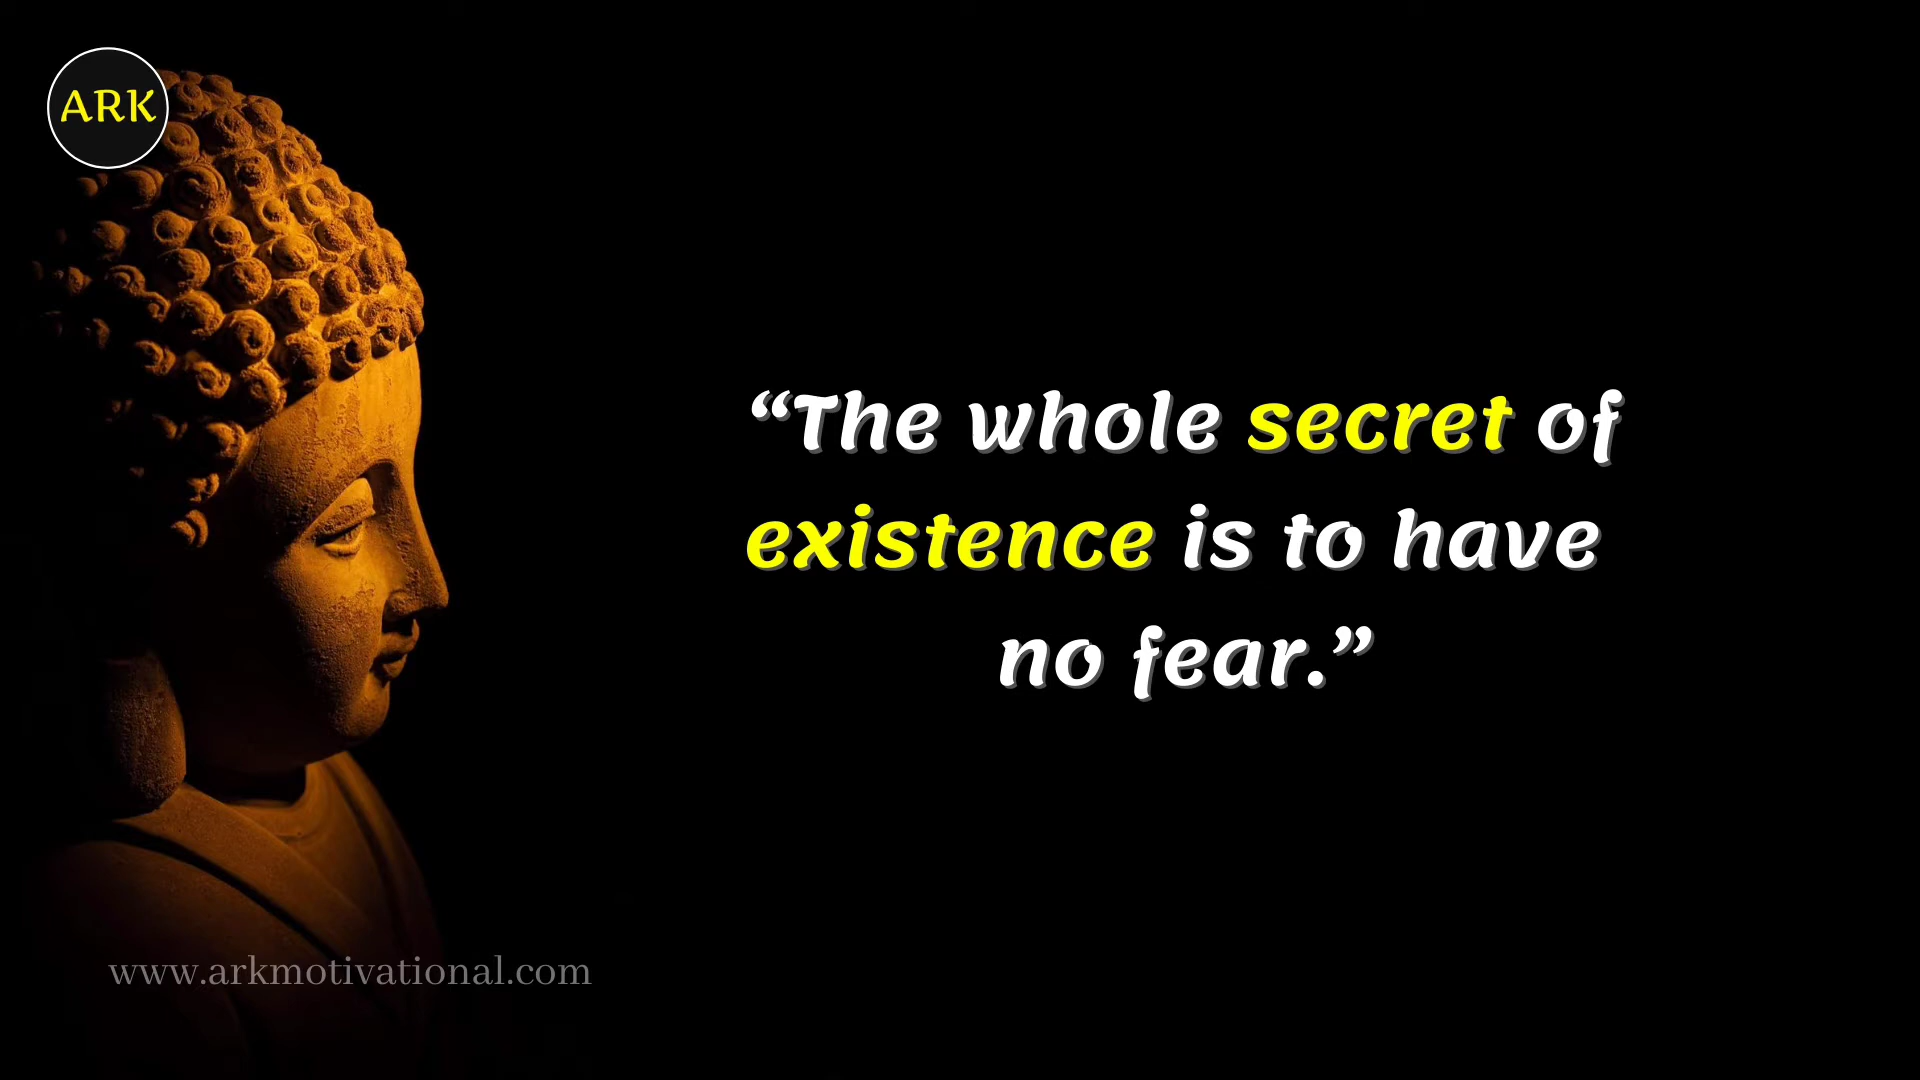 ARK
“The whole secret of
existence is to have
no fear.”
www.arkmotivational.com